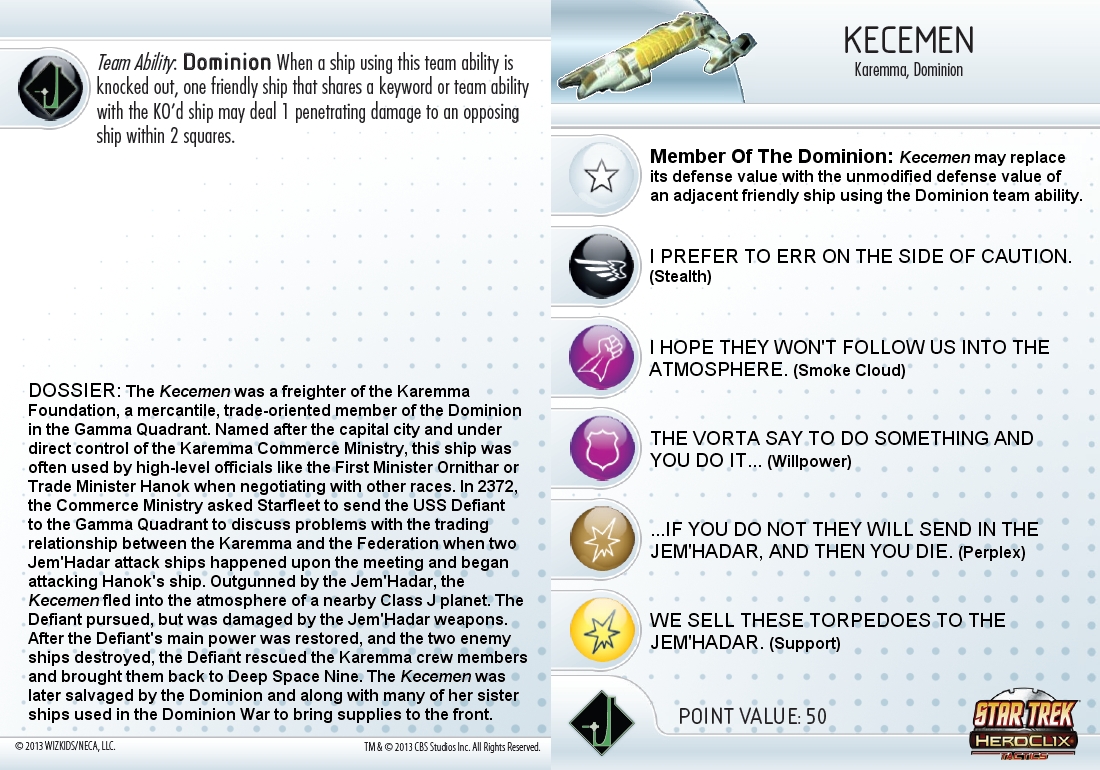 Team Ability: Dominion When a ship using this team ability is
knocked out, one friendly ship that shares a keyword or team ability
with the KO'd ship may deal 1 penetrating damage to an opposing
ship within 2 squares.
DOSSIER: The Kecemen was a freighter of the Karemma
Foundation, a mercantile, trade-oriented member of the Dominion
in the Gamma Quadrant. Named after the capital city and under
direct control of the Karemma Commerce Ministry, this ship was
often used by high-level officials like the First Minister Ornithar or
Trade Minister Hanok when negotiating with other races. In 2372,
the Commerce Ministry asked Starfleet to send the USS Defiant
to the Gamma Quadrant to discuss problems with the trading
relationship between the Karemma and the Federation when two
Jem'Hadar attack ships happened upon the meeting and began
attacking Hanok's ship. Outgunned by the Jem'Hadar, the
Kecemen fled into the atmosphere of a nearby Class J planet. The
Defiant pursued, but was damaged by the Jem'Hadar weapons.
After the Defiant's main power was restored, and the two enemy
ships destroyed, the Defiant rescued the Karemma crew members
and brought them back to Deep Space Nine. The Kecemen was
later salvaged by the Dominion and along with many of her sister
ships used in the Dominion War to bring supplies to the front.
© 2013 WIZKIDS/NECA, LLC.
TM & © 2013 CBS Studios Inc. All Rights Reserved.
KECEMEN
Karemma, Dominion
Member Of The Dominion: Kecemen may replace
its defense value with the unmodified defense value of
an adjacent friendly ship using the Dominion team ability.
I PREFER TO ERR ON THE SIDE OF CAUTION.
(Stealth)
I HOPE THEY WON'T FOLLOW US INTO THE
ATMOSPHERE. (Smoke Cloud)
THE VORTA SAY TO DO SOMETHING AND
YOU DO IT... (Willpower)
...IF YOU DO NOT THEY WILL SEND IN THE
JEM'HADAR, AND THEN YOU DIE. (Perplex)
WE SELL THESE TORPEDOES TO THE
JEM'HADAR. (Support)
POINT VALUE: 50
STAR TREK
HEROCLIX
TACTICS